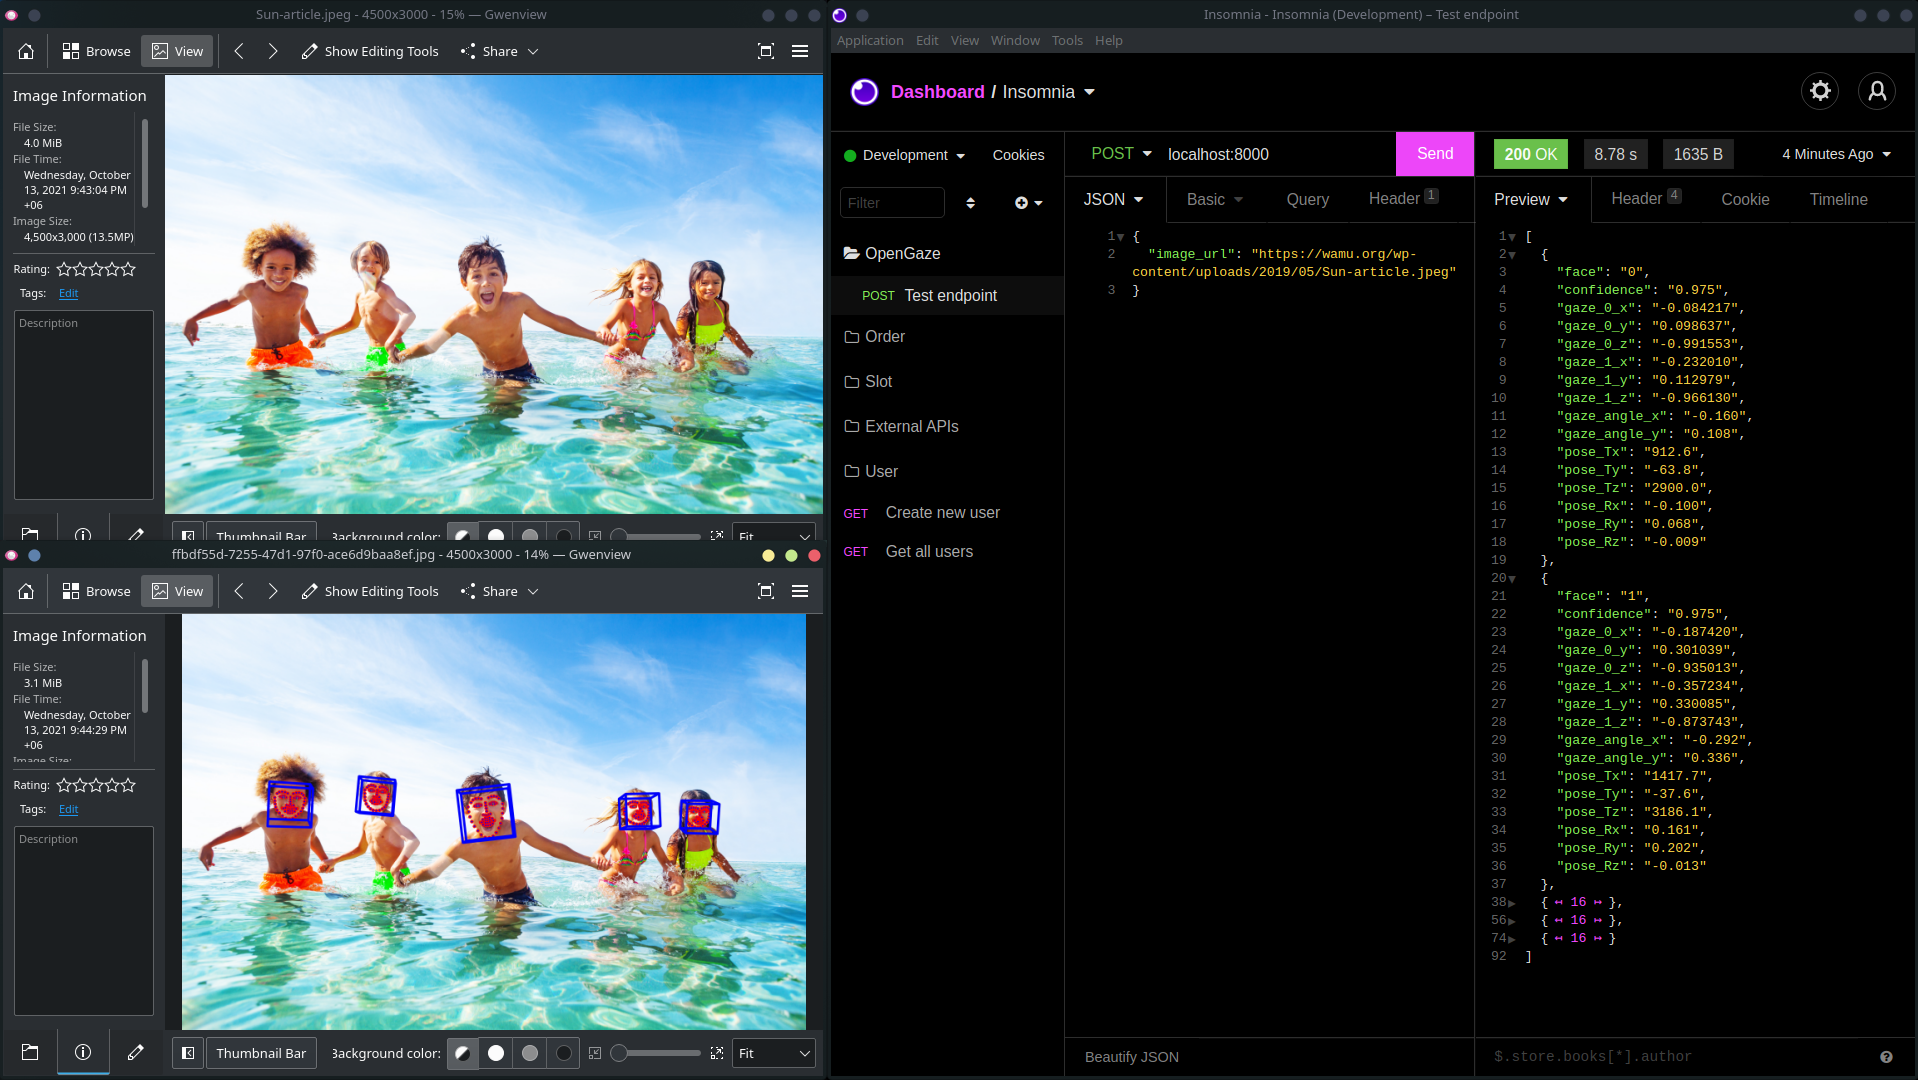 Sun-article.jpeg - 4500x3000 - 15% — Gwenview
Browse View Show Editing Tools Share
Image Information
File Size:
4.0 MiB
File Time:
Wednesday, October
13, 2021 9:43:04 PM
+06
Image Size:
4,500x3,000 (13.5MP)
Rating:
Tags: Edit
Description
Thumbnail Bar Background color: Fit
ffbdf55d-7255-47d1-97f0-ace6d9baa8ef.jpg - 4500x3000 - 14% — Gwenview
Browse View Show Editing Tools Share
Image Information
File Size:
3.1 MiB
File Time:
Wednesday, October
13, 2021 9:44:29 PM
+06
Image Size:
Rating:
Tags: Edit
Description
Thumbnail Bar Background color: Fit
Insomnia - Insomnia (Development) – Test endpoint
Application Edit View Window Tools Help
Dashboard / Insomnia
Development Cookies
Filter
OpenGaze
POST Test endpoint
Order
Slot
External APIs
User
GET Create new user
GET Get all users
POST localhost:8000 Send
JSON Basic Query Header 1
1 {
2 "image_url": "https://wamu.org/wp-
content/uploads/2019/05/Sun-article.jpeg"
3 }
Beautify JSON
200 OK 8.78 s 1635 B 4 Minutes Ago
Preview Header 4 Cookie Timeline
1 [
2 {
3 "face": "0",
4 "confidence": "0.975",
5 "gaze_0_x": "-0.084217",
6 "gaze_0_y": "0.098637",
7 "gaze_0_z": "-0.991553",
8 "gaze_1_x": "-0.232010",
9 "gaze_1_y": "0.112979",
10 "gaze_1_z": "-0.966130",
11 "gaze_angle_x": "-0.160",
12 "gaze_angle_y": "0.108",
13 "pose_Tx": "912.6",
14 "pose_Ty": "-63.8",
15 "pose_Tz": "2900.0",
16 "pose_Rx": "-0.100",
17 "pose_Ry": "0.068",
18 "pose_Rz": "-0.009"
19 },
20 {
21 "face": "1",
22 "confidence": "0.975",
23 "gaze_0_x": "-0.187420",
24 "gaze_0_y": "0.301039",
25 "gaze_0_z": "-0.935013",
26 "gaze_1_x": "-0.357234",
27 "gaze_1_y": "0.330085",
28 "gaze_1_z": "-0.873743",
29 "gaze_angle_x": "-0.292",
30 "gaze_angle_y": "0.336",
31 "pose_Tx": "1417.7",
32 "pose_Ty": "-37.6",
33 "pose_Tz": "3186.1",
34 "pose_Rx": "0.161",
35 "pose_Ry": "0.202",
36 "pose_Rz": "-0.013"
37 },
38 { ↤ 16 ↦ },
56 { ↤ 16 ↦ },
74 { ↤ 16 ↦ }
92 ]
$.store.books[*].author